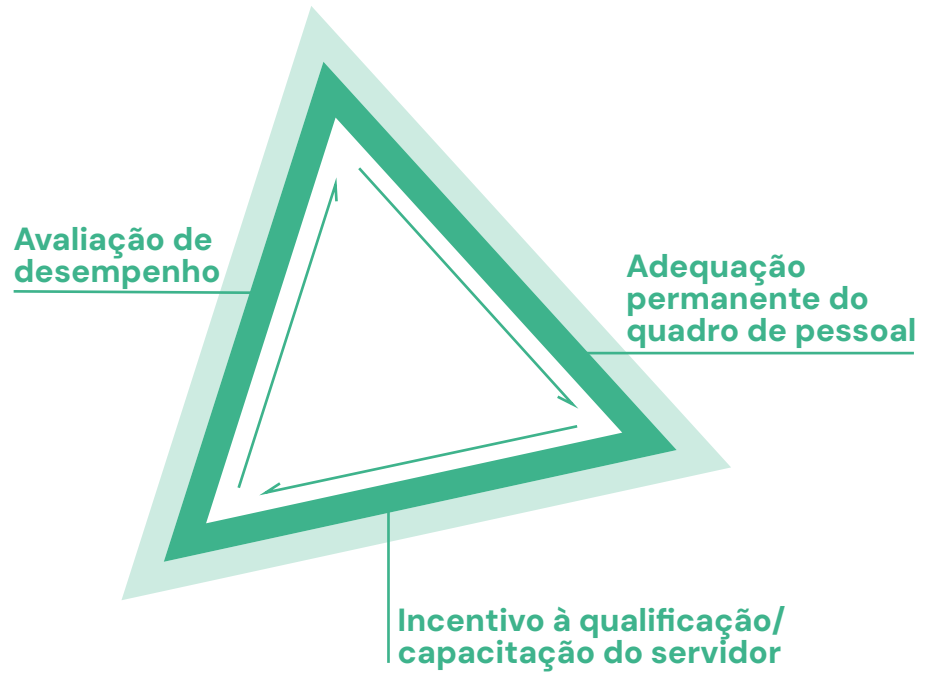 Avaliação de
desempenho
Adequação
permanente do
quadro de pessoal
Incentivo à qualificação/
capacitação do servidor